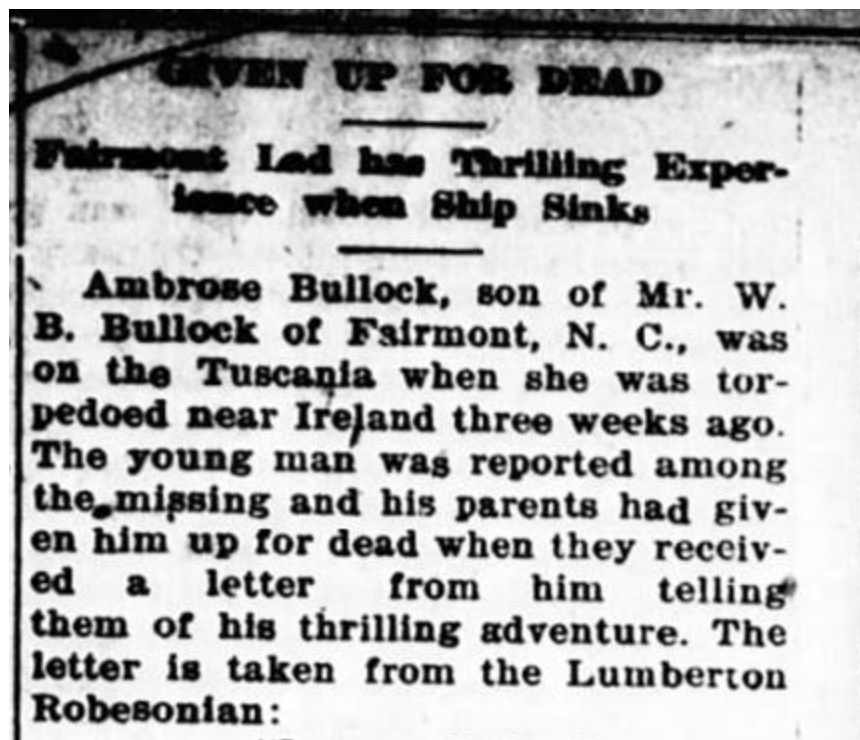 GIVEN UP FOR DEAD
Fairmont Lad has Thrilling Exper-
ience when Ship Sinks
Ambrose Bullock, son of Mr. W.
B. Bullock of Fairmont, N. C., was
on the Tuscania when she was tor-
pedoed near Ireland three weeks ago.
The young man was reported among
the missing and his parents had giv-
en him up for dead when they receiv-
ed a letter from him telling
them of his thrilling adventure. The
letter is taken from the Lumberton
Robesonian: